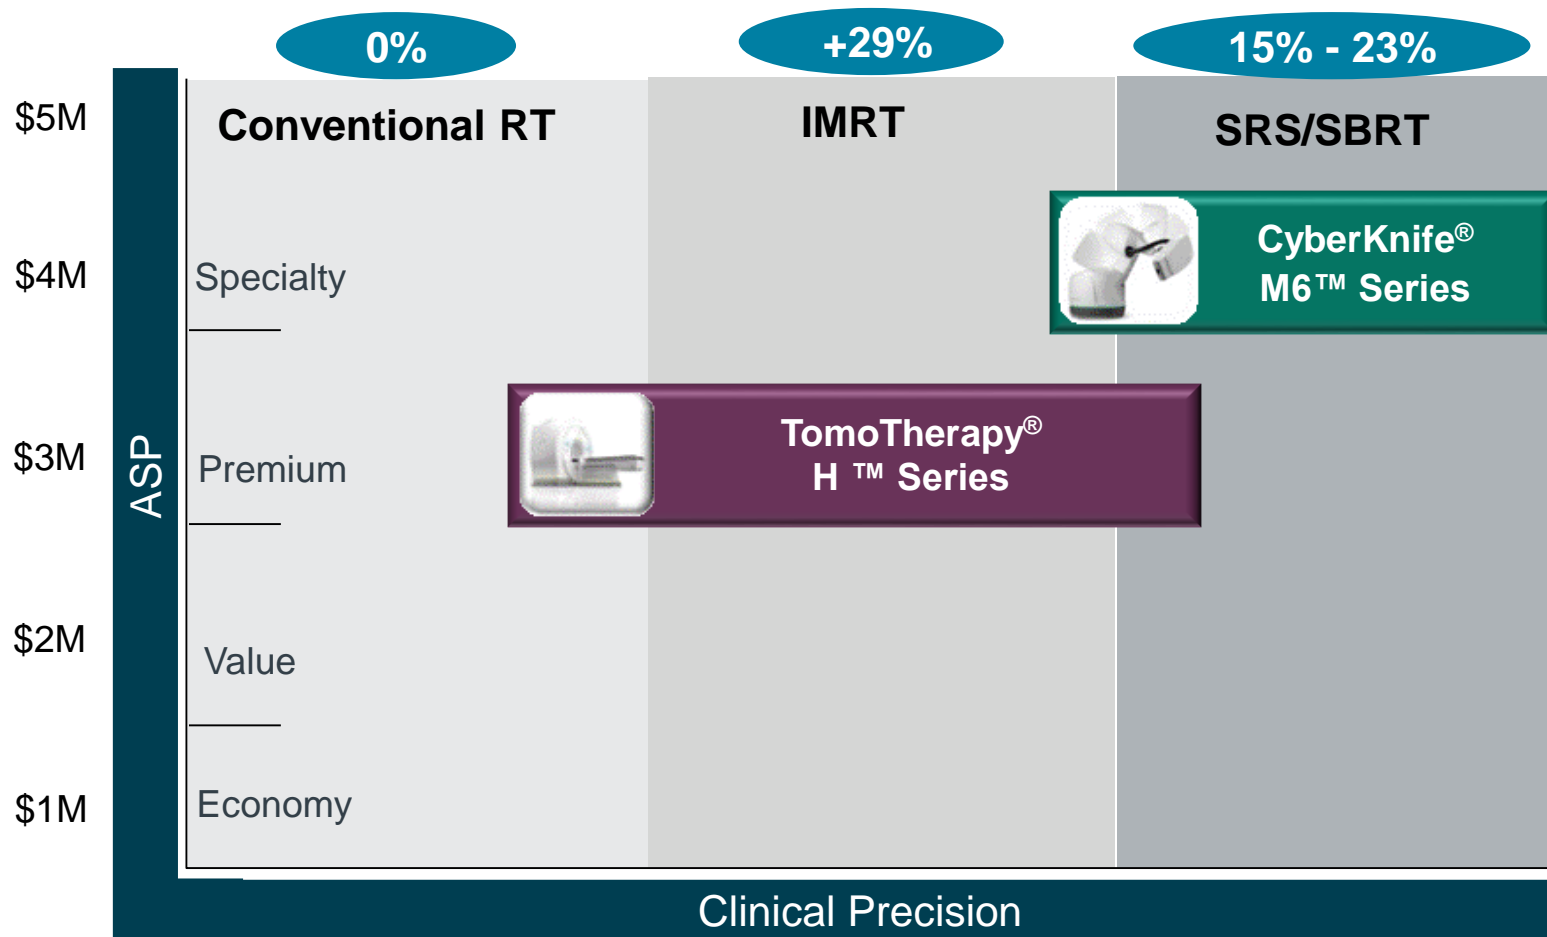 0%
+29%
15% - 23%
$5M
Conventional RT
IMRT
SRS/SBRT
CyberKnife®
M6™ Series
$4M
Specialty
TomoTherapy®
H ™ Series
$3M
ASP
Premium
$2M
Value
$1M
Economy
Clinical Precision